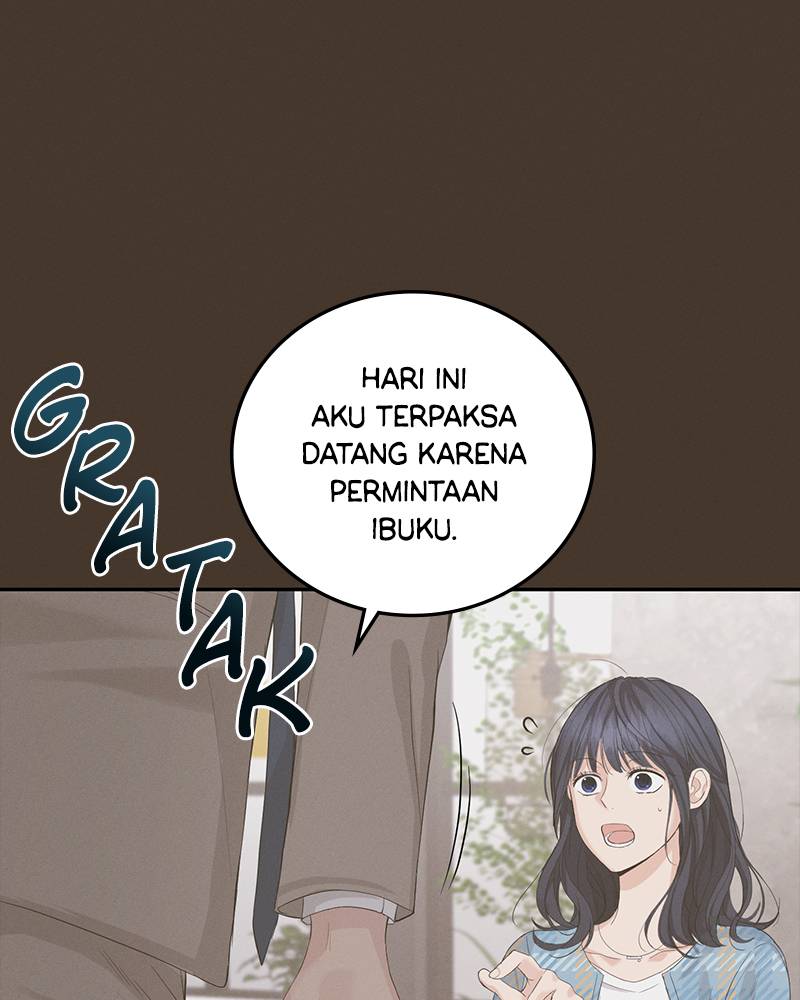 HARI INI
AKU TERPAKSA
DATANG KARENA
PERMINTAAN
IBUKU.
GRATAK